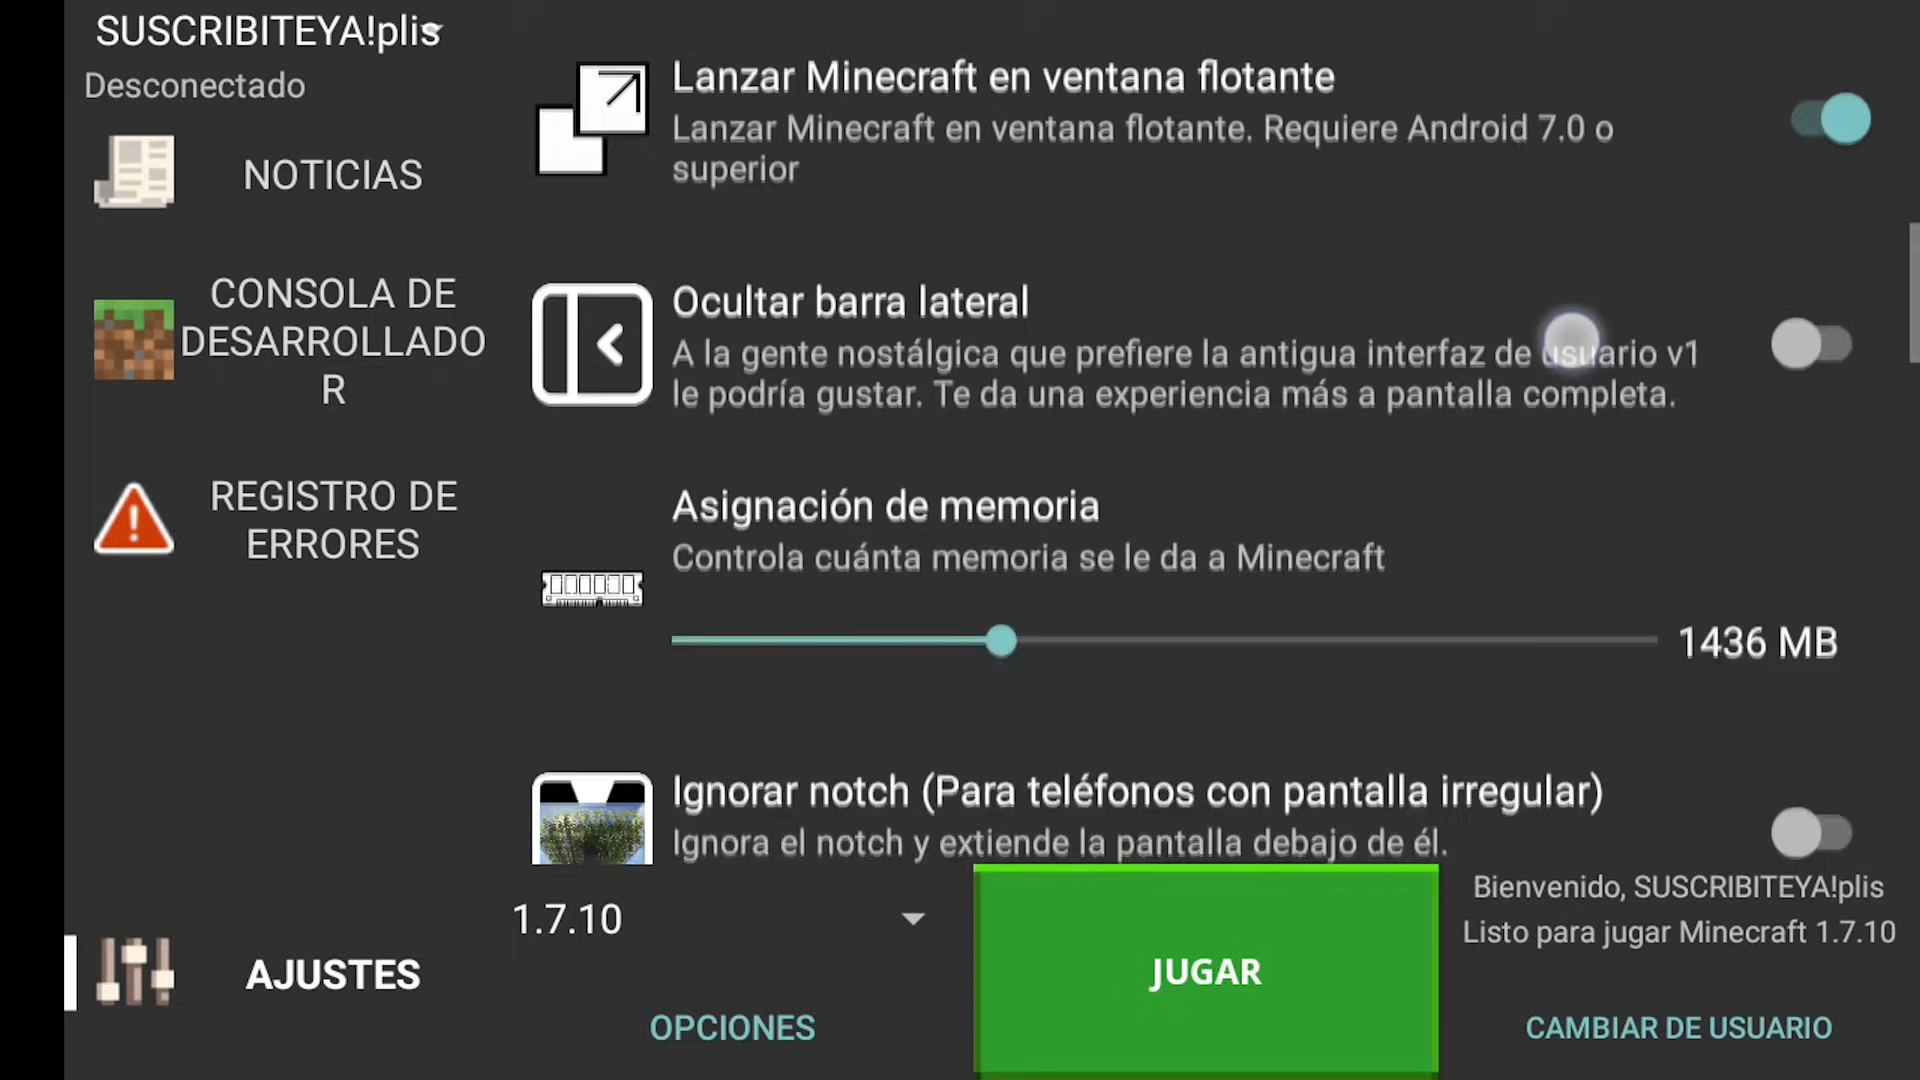 SUSCRIBITEYA!plis
Desconectado
NOTICIAS
CONSOLA DE
DESARROLLADO
R
REGISTRO DE
ERRORES
AJUSTES
Lanzar Minecraft en ventana flotante
Lanzar Minecraft en ventana flotante. Requiere Android 7.0 o
superior
Ocultar barra lateral
A la gente nostálgica que prefiere la antigua interfaz de usuario v1
le podría gustar. Te da una experiencia más a pantalla completa.
Asignación de memoria
Controla cuánta memoria se le da a Minecraft
1436 MB
Ignorar notch (Para teléfonos con pantalla irregular)
Ignora el notch y extiende la pantalla debajo de él.
1.7.10
OPCIONES
JUGAR
Bienvenido, SUSCRIBITEYA!plis
Listo para jugar Minecraft 1.7.10
CAMBIAR DE USUARIO